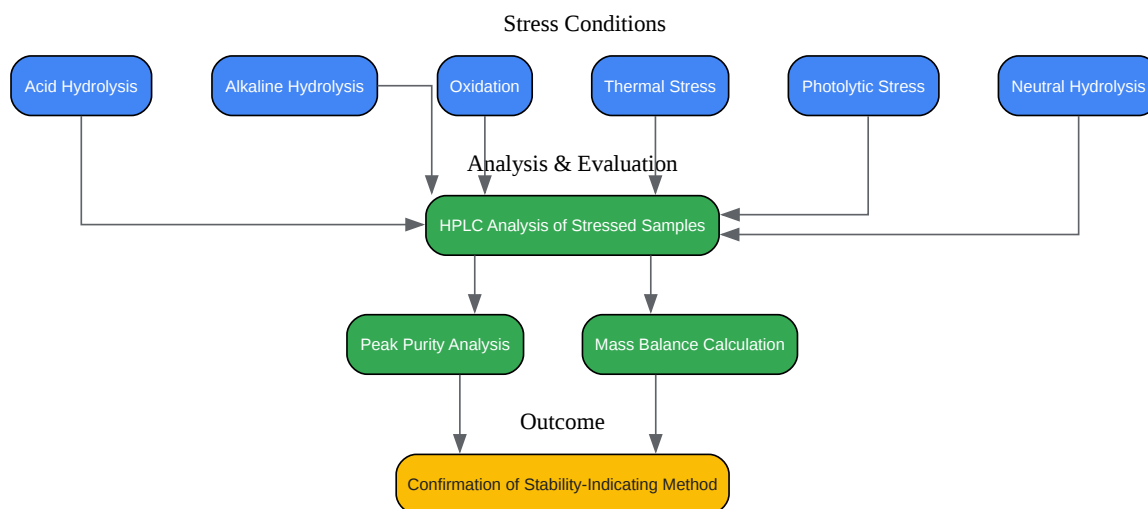 Stress Conditions
Acid Hydrolysis
Alkaline Hydrolysis
Oxidation
Thermal Stress
Photolytic Stress
Neutral Hydrolysis
Analysis & Evaluation
HPLC Analysis of Stressed Samples
Peak Purity Analysis
Mass Balance Calculation
Outcome
Confirmation of Stability-Indicating Method